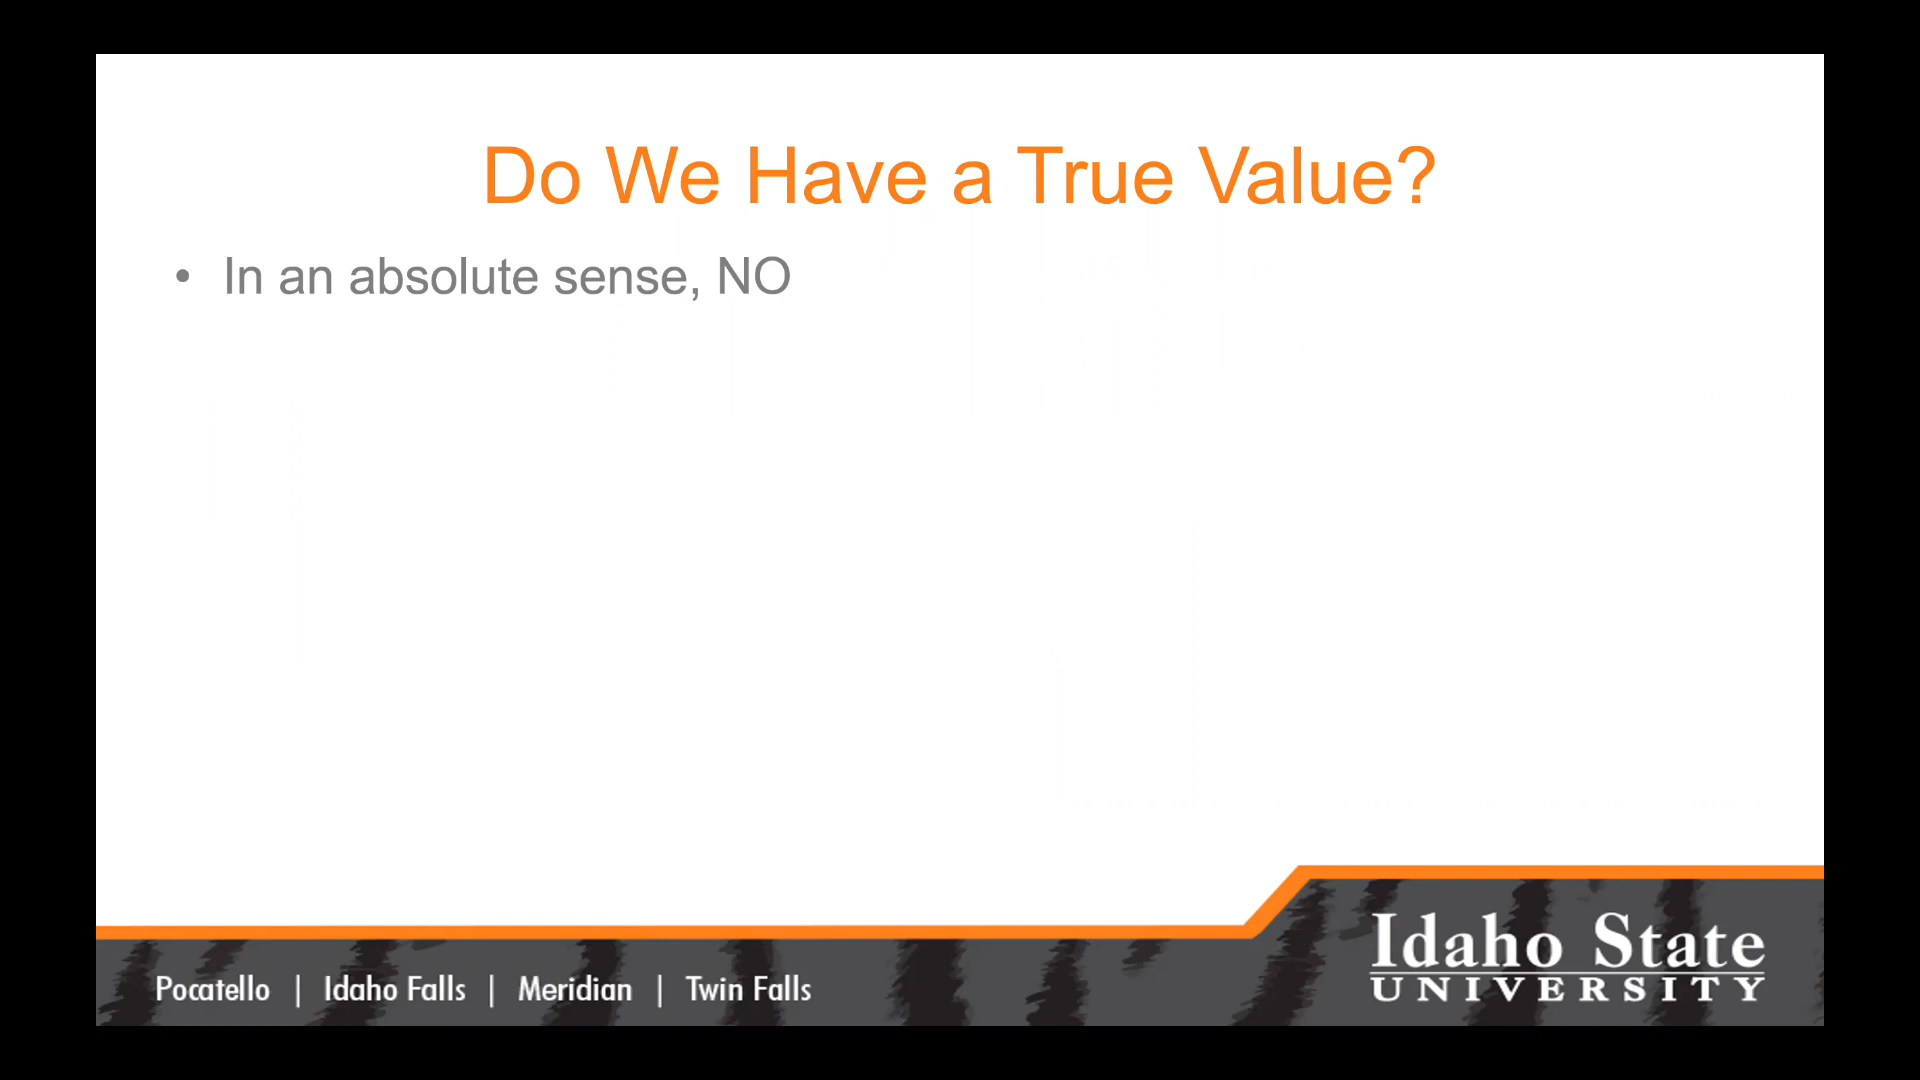 Do We Have a True Value?
• In an absolute sense, NO
Pocatello | Idaho Falls | Meridian | Twin Falls
Idaho State
UNIVERSITY